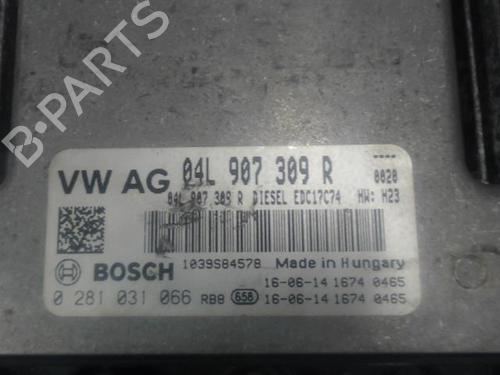 VW AG 04L 907 309 R
04L 907 309 R DIESEL EDC17C74 HW: H23
0020
BOSCH
1039S84578 Made in Hungary
0 281 031 066 RB8 658
16-06-14 1674 0465
16-06-14 1674 0465
B-PARTS